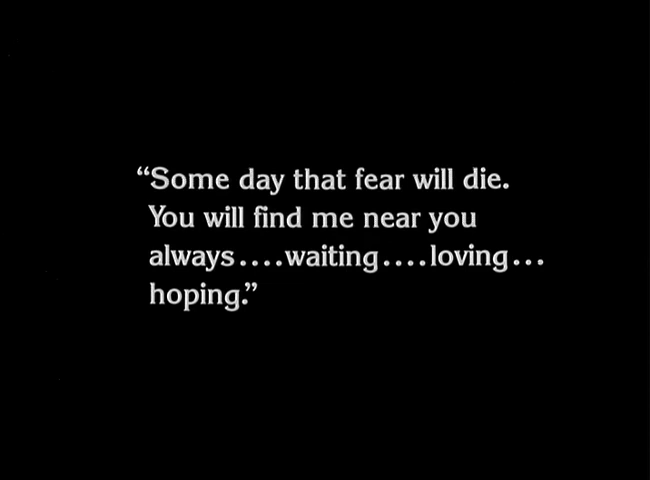 “Some day that fear will die.
You will find me near you
always....waiting....loving...
hoping.”